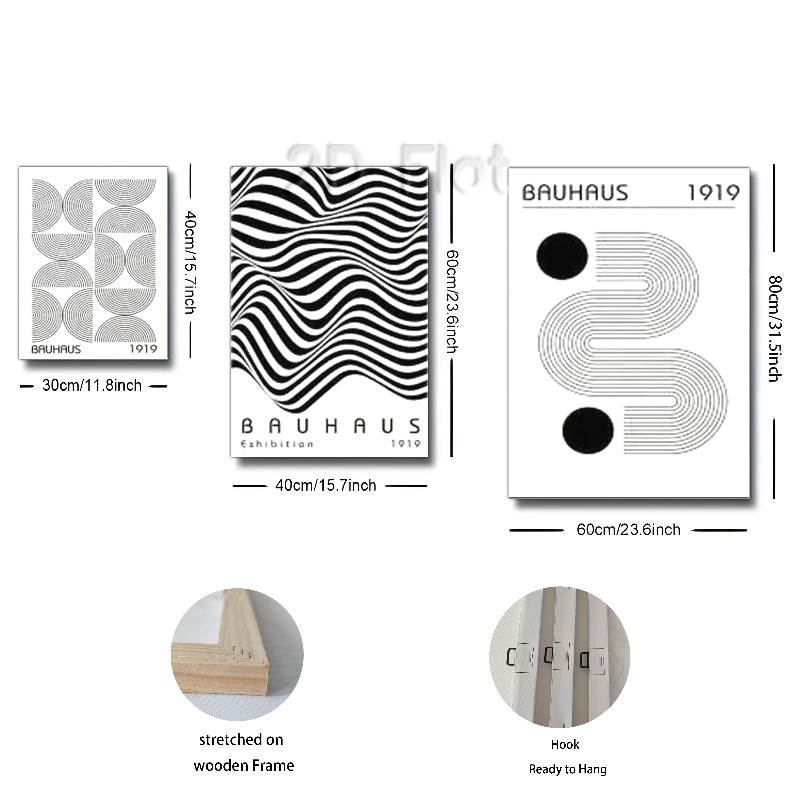 2D Flat
BAUHAUS 1919
40cm/15.7inch
30cm/11.8inch
BAUHAUS
Exhibition 1919
60cm/23.6inch
40cm/15.7inch
BAUHAUS 1919
80cm/31.5inch
60cm/23.6inch
stretched on
wooden Frame
Hook
Ready to Hang